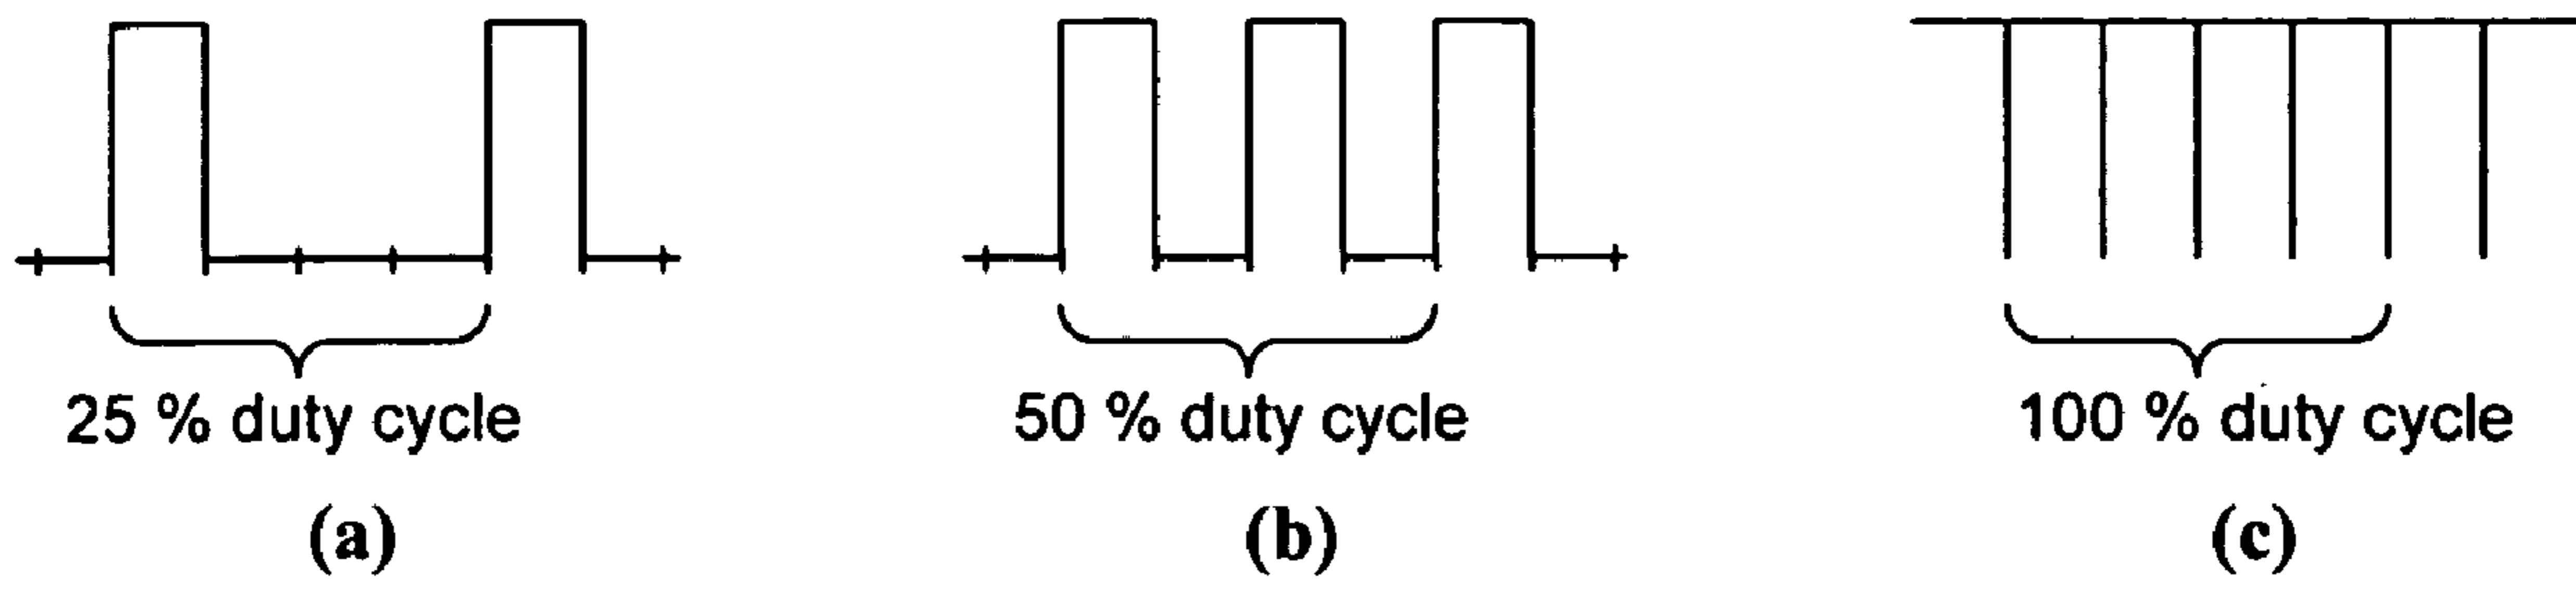 25 % duty cycle
50 % duty cycle
100 % duty cycle
(a)
(b)
(c)